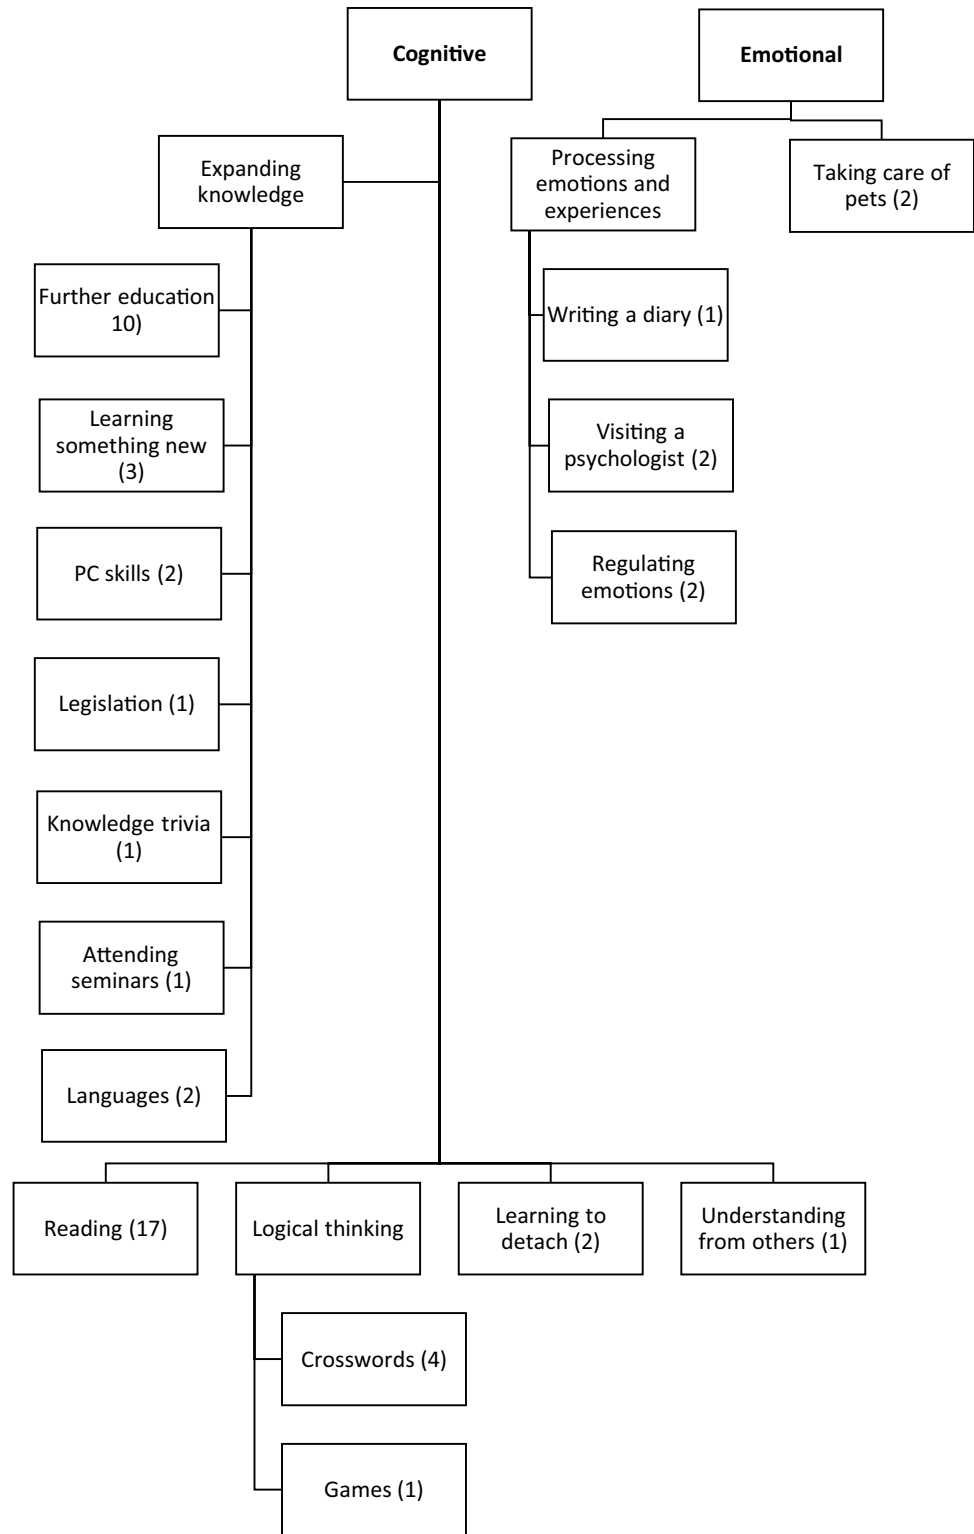 Cognitive
Emotional
Expanding
knowledge
Processing
emotions and
experiences
Taking care of
pets (2)
Further education
10)
Learning
something new
(3)
PC skills (2)
Legislation (1)
Knowledge trivia
(1)
Attending
seminars (1)
Languages (2)
Writing a diary (1)
Visiting a
psychologist (2)
Regulating
emotions (2)
Reading (17)
Logical thinking
Learning to
detach (2)
Understanding
from others (1)
Crosswords (4)
Games (1)